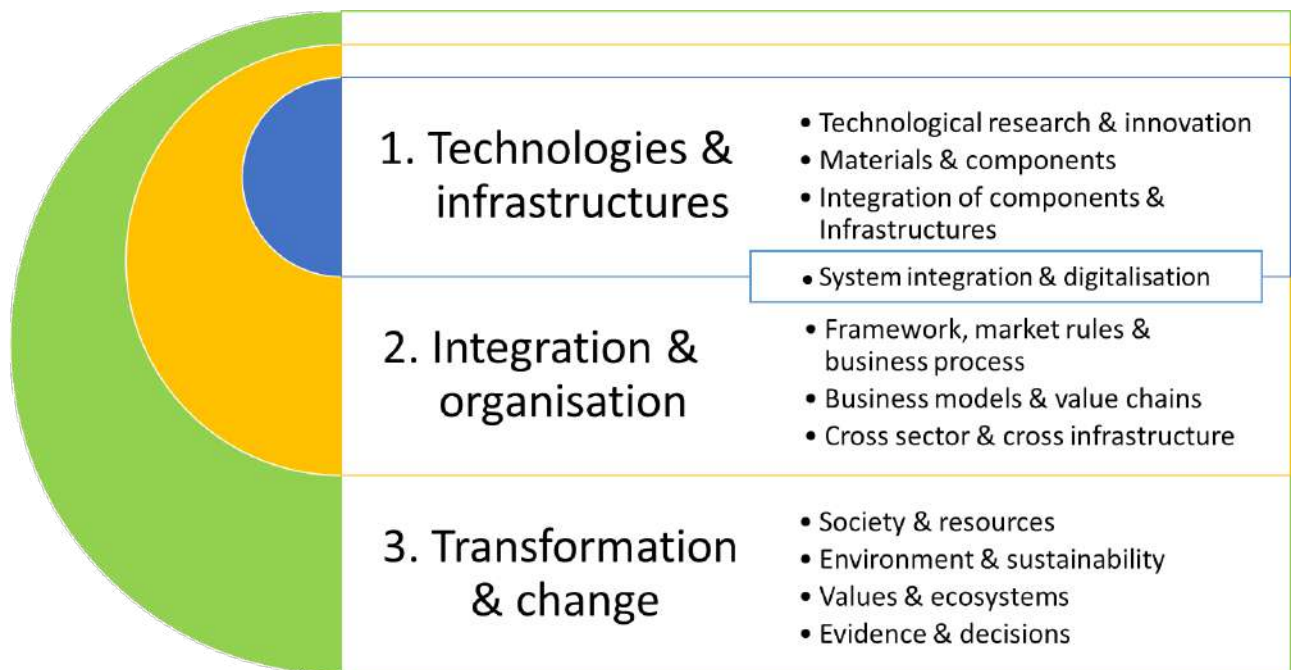 1. Technologies &
infrastructures
• Technological research & innovation
• Materials & components
• Integration of components &
Infrastructures
• System integration & digitalisation
2. Integration &
organisation
• Framework, market rules &
business process
• Business models & value chains
• Cross sector & cross infrastructure
3. Transformation
& change
• Society & resources
• Environment & sustainability
• Values & ecosystems
• Evidence & decisions